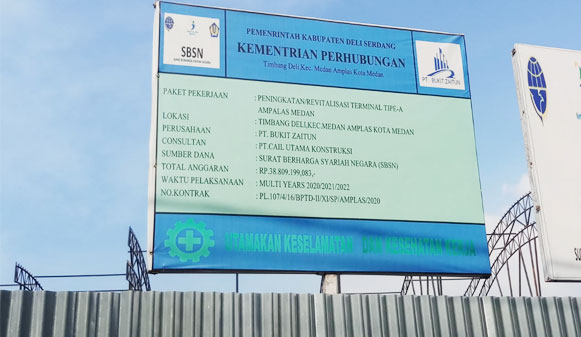 PEMENRINTAH KABUPATEN DELI SERDANG
KEMENTRIAN PERHUBUNGAN
Timbang Deli.Kec. Medan Amplus Kota Medan
SBSN
PT. BUKIT ZAITUN
PAKET PEKERJAAN : PENINGKATAN/REVITALISASI TERMINAL TIPE-A
AMPALAS MEDAN
LOKASI : TIMBANG DELI,KEC.MEDAN AMPLUS KOTA MEDAN
PERUSAHAAN : PT. BUKIT ZAITUN
CONSULTAN : PT.CAIL UTAMA KONSTRUKSI
SUMBER DANA : SURAT BERHARGA SYARIAH NEGARA (SBSN)
TOTAL ANGGARAN : RP.38.809.199.083,-
WAKTU PELAKSANAAN : MULTI YEARS 2020/2021/2022
NO.KONTRAK : PL.107/4/16/BPTD-II/XI/SP/AMPLAS/2020
UTAMAKAN KESELAMATAN DAN KESEHATAN KERJA